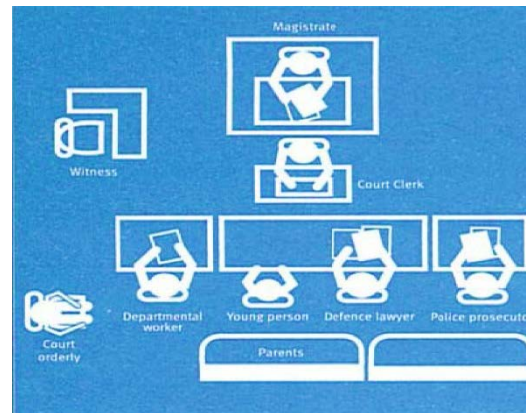 Magistrate
Witness
Court Clerk
Departmental
worker
Young person
Defence lawyer
Police prosecuto
Court
orderly
Parents